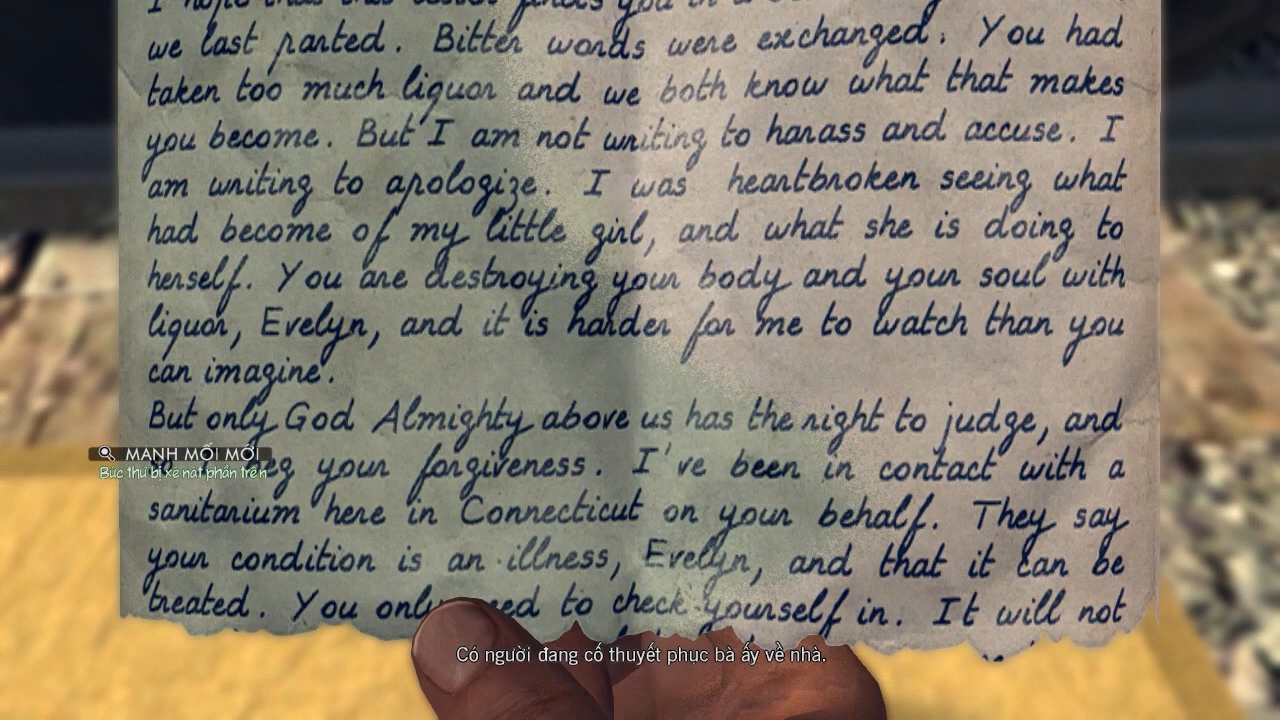 I hope that this letter finds you in a
we last parted. Bitter words were exchanged. You had
taken too much liquor and we both know what that makes
you become. But I am not writing to harass and accuse. I
am writing to apologize. I was heartbroken seeing what
had become of my little girl, and what she is doing to
herself. You are destroying your body and your soul with
liquor, Evelyn, and it is harder for me to watch than you
can imagine.
But only God Almighty above us has the right to judge, and
MANH MỐI MỚI
Bức thư bị xé nát phần trên
your forgiveness. I've been in contact with a
sanitarium here in Connecticut on your behalf. They say
your condition is an illness, Evelyn, and that it can be
treated. You only need to check yourself in. It will not
Có người đang cố thuyết phục bà ấy về nhà.